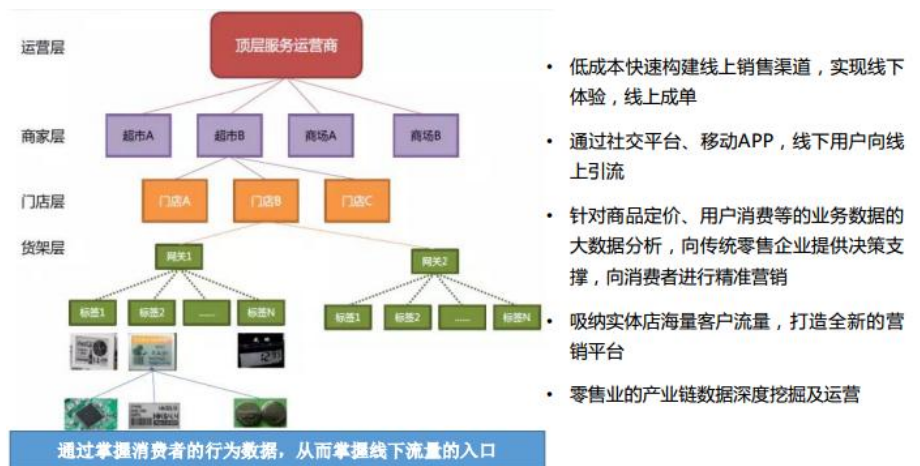 运营层
顶层服务运营商
商家层
超市A
超市B
商场A
商场B
门店层
门店A
门店B
门店C
货架层
网关1
网关2
标签1
标签2
......
标签N
标签1
标签2
......
标签N
通过掌握消费者的行为数据，从而掌握线下流量的入口
• 低成本快速构建线上销售渠道，实现线下
体验，线上成单
• 通过社交平台、移动APP，线下用户向线
上引流
• 针对商品定价、用户消费等的业务数据的
大数据分析，向传统零售企业提供决策支
撑，向消费者进行精准营销
• 吸纳实体店海量客户流量，打造全新的营
销平台
• 零售业的产业链数据深度挖掘及运营